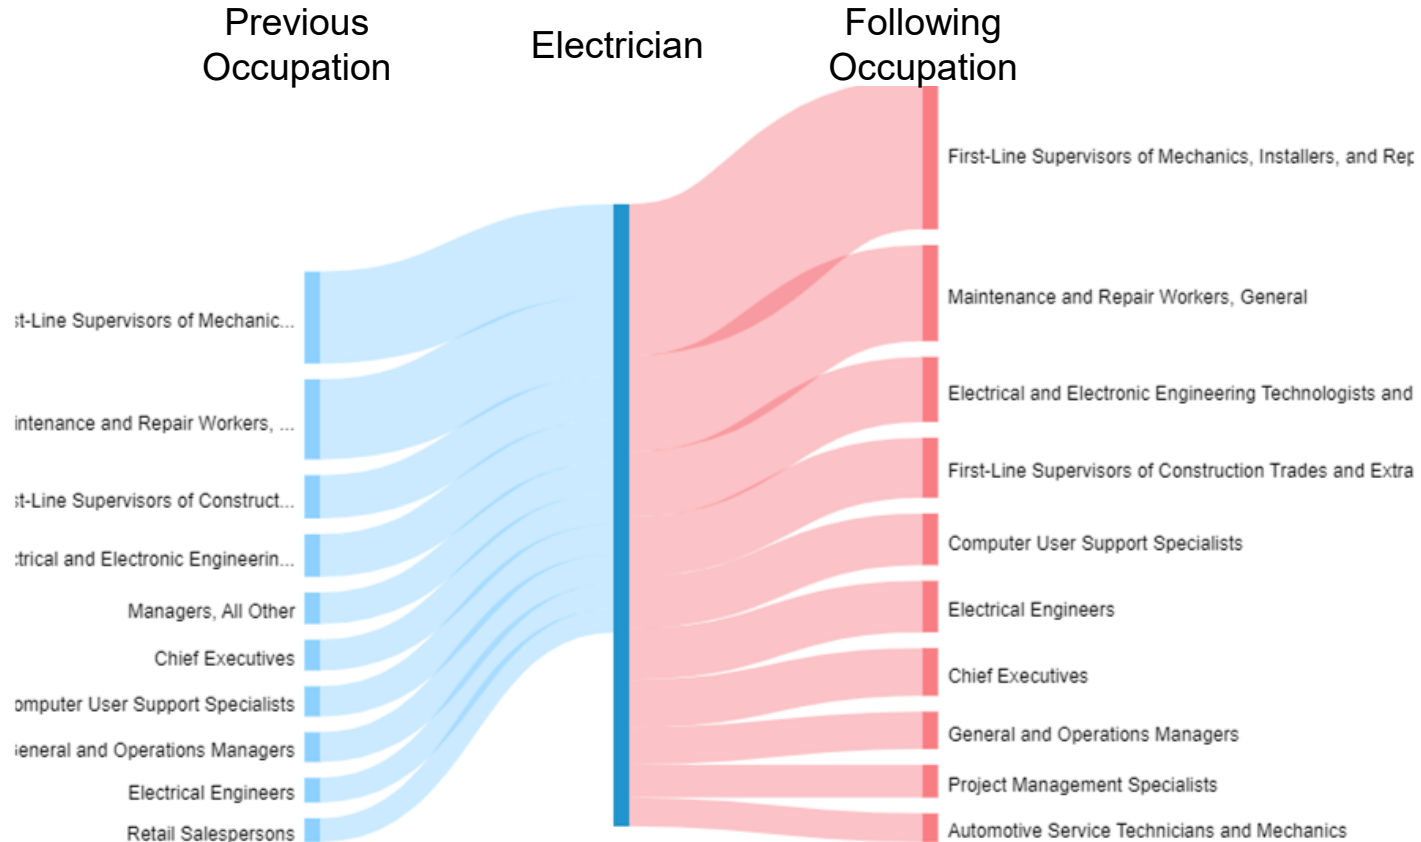 Previous
Occupation
Electrician
Following
Occupation
st-Line Supervisors of Mechanic...
intenance and Repair Workers, ...
st-Line Supervisors of Construct...
ctrical and Electronic Engineerin...
Managers, All Other
Chief Executives
omputer User Support Specialists
eneral and Operations Managers
Electrical Engineers
Retail Salespersons
First-Line Supervisors of Mechanics, Installers, and Rep
Maintenance and Repair Workers, General
Electrical and Electronic Engineering Technologists and
First-Line Supervisors of Construction Trades and Extra
Computer User Support Specialists
Electrical Engineers
Chief Executives
General and Operations Managers
Project Management Specialists
Automotive Service Technicians and Mechanics